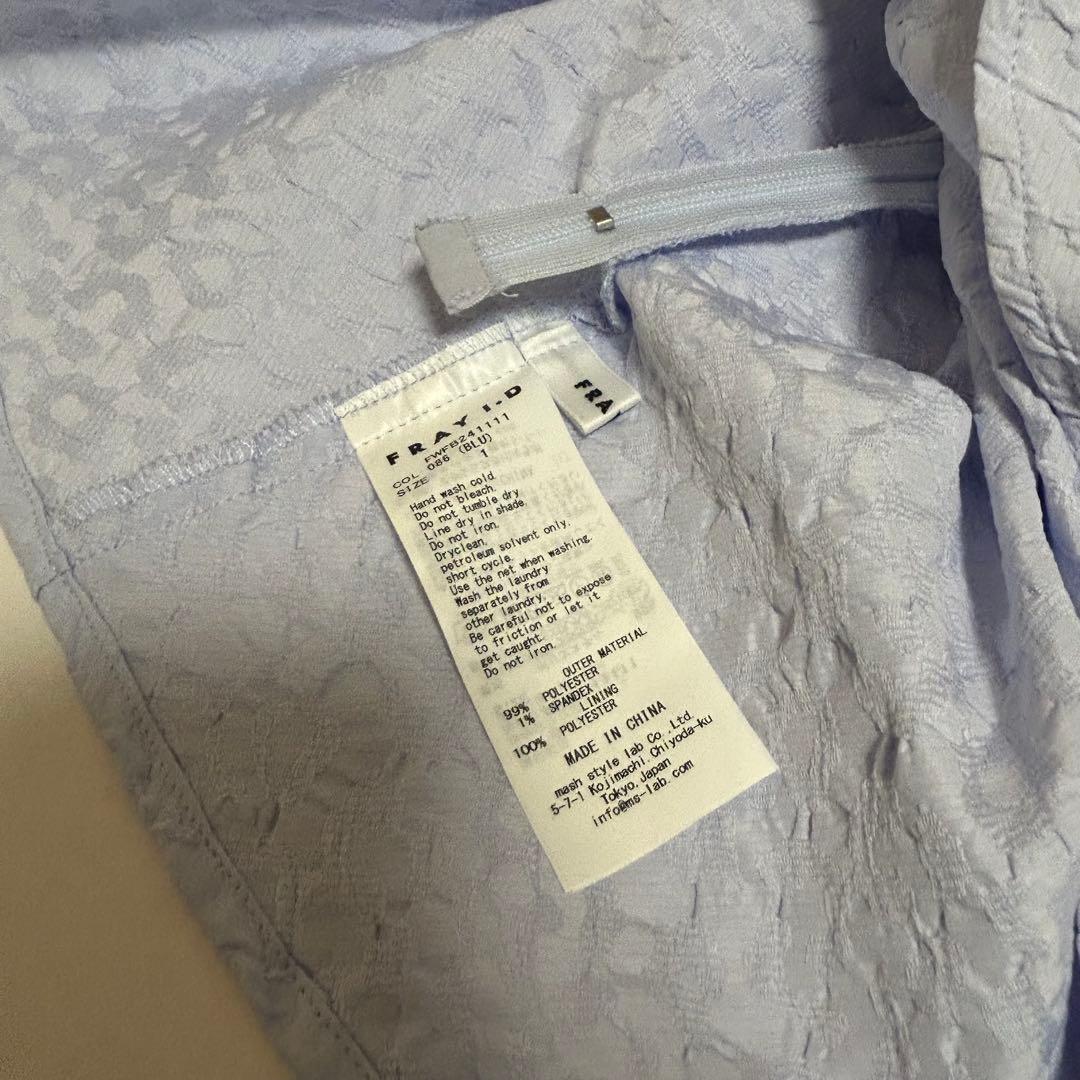 FRAY I-D
FWFB241111
COL 086 (BLU)
SIZE 1
Hand wash cold.
Do not bleach.
Do not tumble dry
Line dry in shade.
Do not iron.
Dryclean,
petroleum solvent only,
short cycle.
Use the net when washing.
Wash the laundry
separately from
other laundry.
Be careful not to expose
to friction or let it
get caught.
Do not iron.
OUTER MATERIAL
99% POLYESTER
1% SPANDEX
LINING
100% POLYESTER
MADE IN CHINA
mash style lab Co.,Ltd.
5-7-1 Kojimachi,Chiyoda-ku
Tokyo,Japan
info@ms-lab.com
FRA